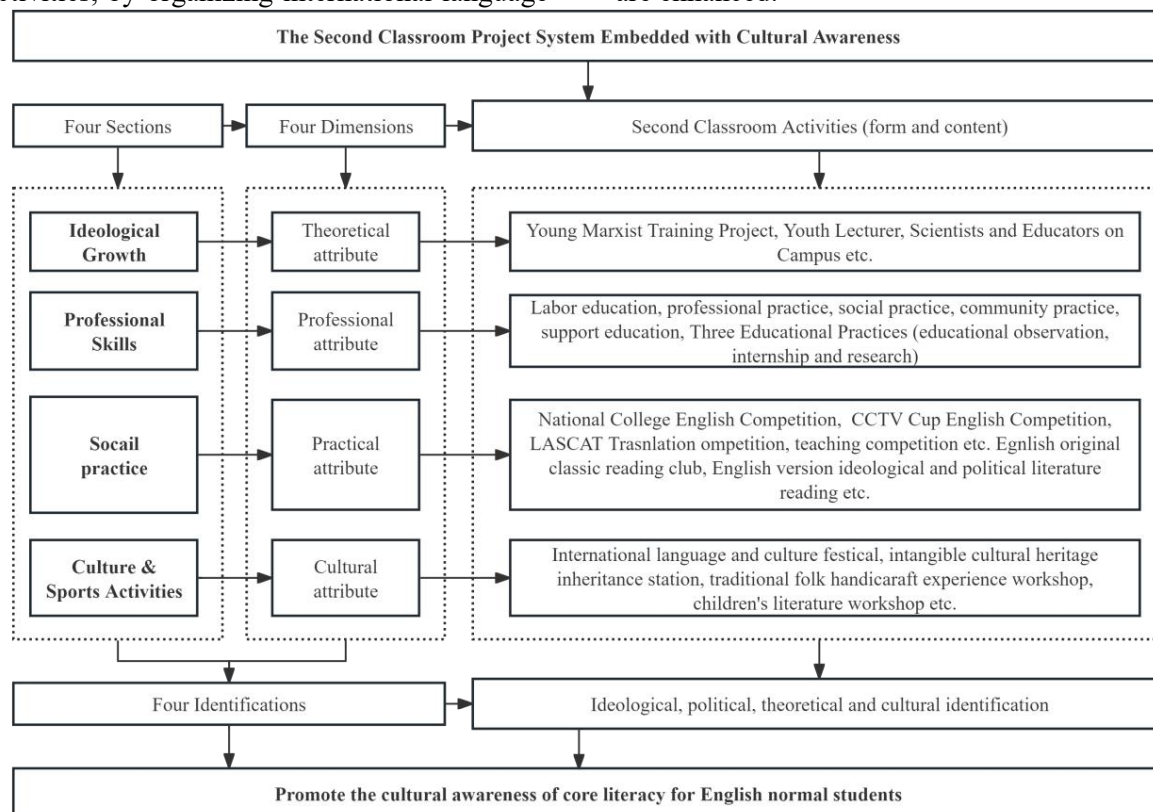 The Second Classroom Project System Embedded with Cultural Awareness
Four Sections
Four Dimensions
Second Classroom Activities (form and content)
Ideological
Growth
Theoretical
attribute
Young Marxist Training Project, Youth Lecturer, Scientists and Educators on
Campus etc.
Professional
Skills
Professional
attribute
Labor education, professional practice, social practice, community practice,
support education, Three Educational Practices (educational observation,
internship and research)
Socail
practice
Practical
attribute
National College English Competition, CCTV Cup English Competition,
LASCAT Trasnlation ompetition, teaching competition etc. Egnlish original
classic reading club, English version ideological and political literature
reading etc.
Culture &
Sports Activities
Cultural
attribute
International language and culture festical, intangible cultural heritage
inheritance station, traditional folk handicaraft experience workshop,
children's literature workshop etc.
Four Identifications
Ideological, political, theoretical and cultural identification
Promote the cultural awareness of core literacy for English normal students